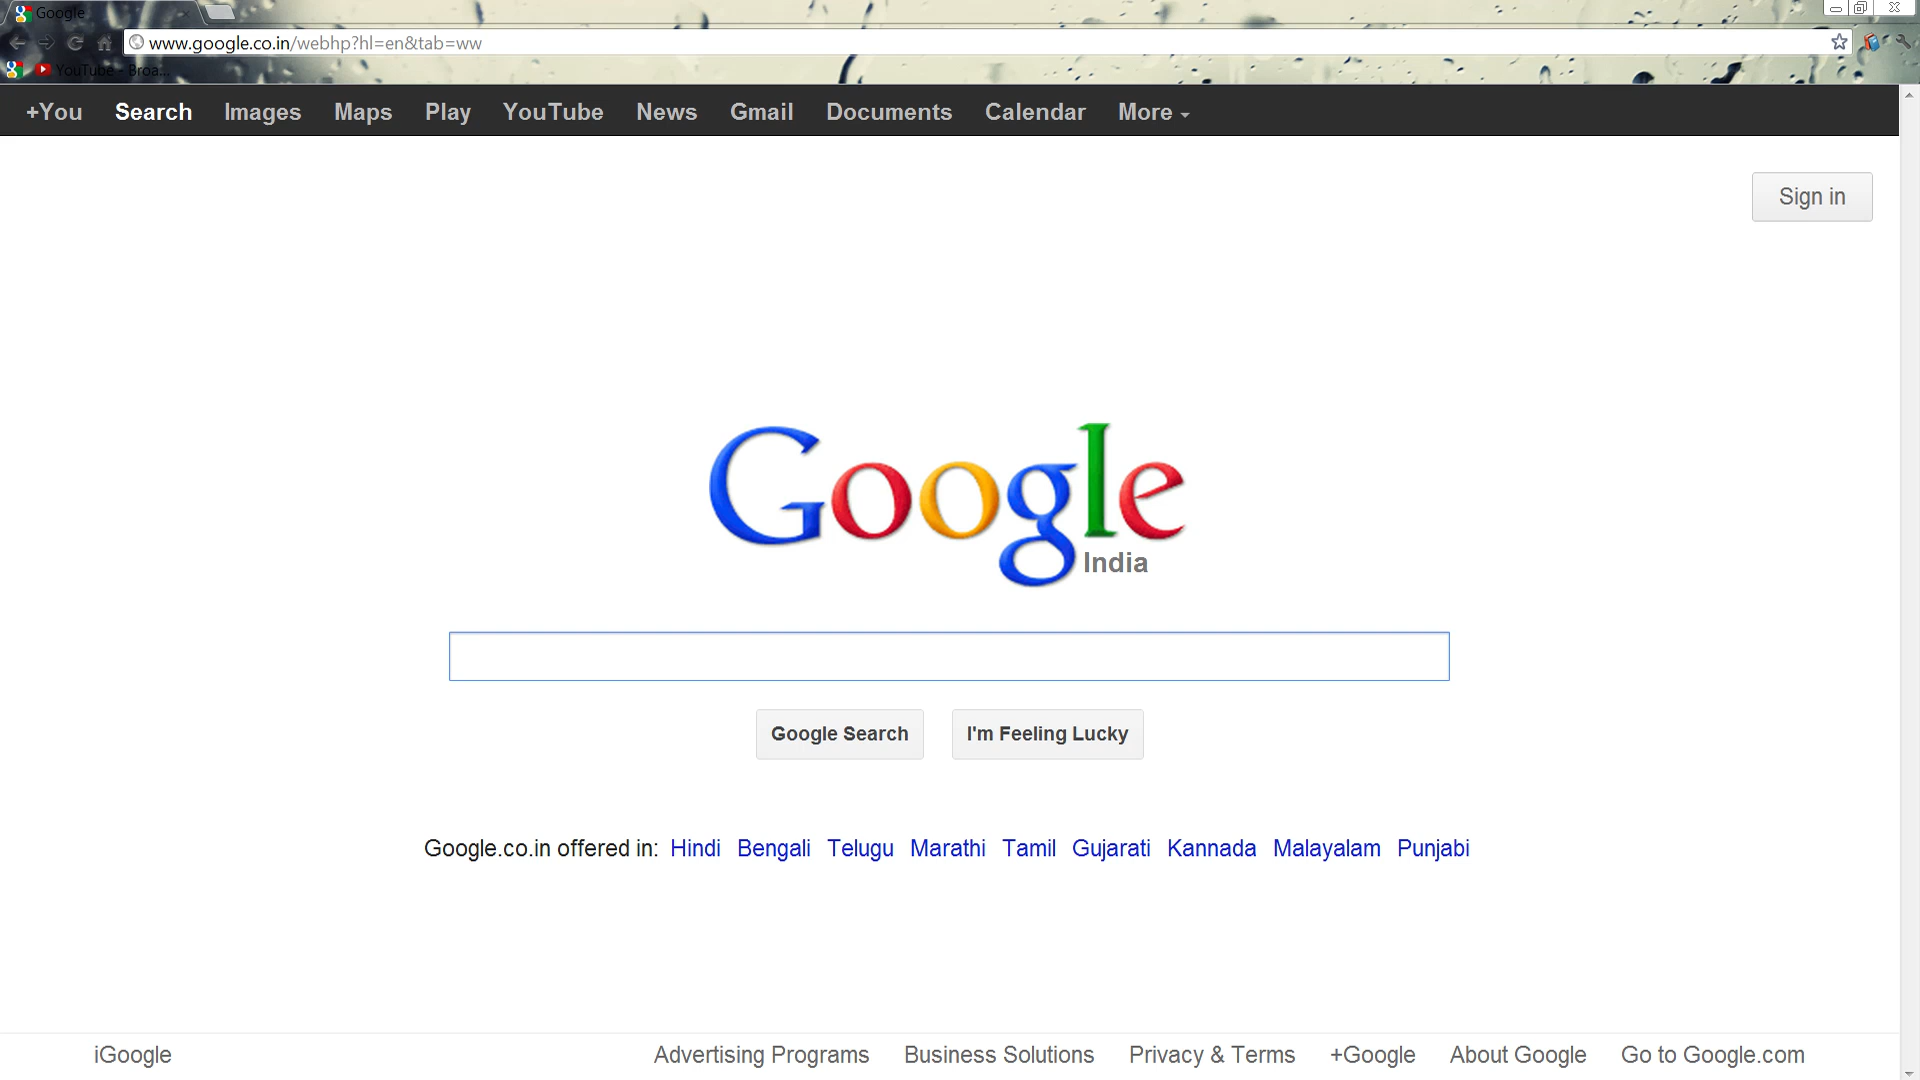 Google
www.google.co.in/webhp?hl=en&tab=ww
YouTube - Broa...
+You Search Images Maps Play YouTube News Gmail Documents Calendar More
Sign in
Google
India
Google Search I'm Feeling Lucky
Google.co.in offered in: Hindi Bengali Telugu Marathi Tamil Gujarati Kannada Malayalam Punjabi
iGoogle Advertising Programs Business Solutions Privacy & Terms +Google About Google Go to Google.com